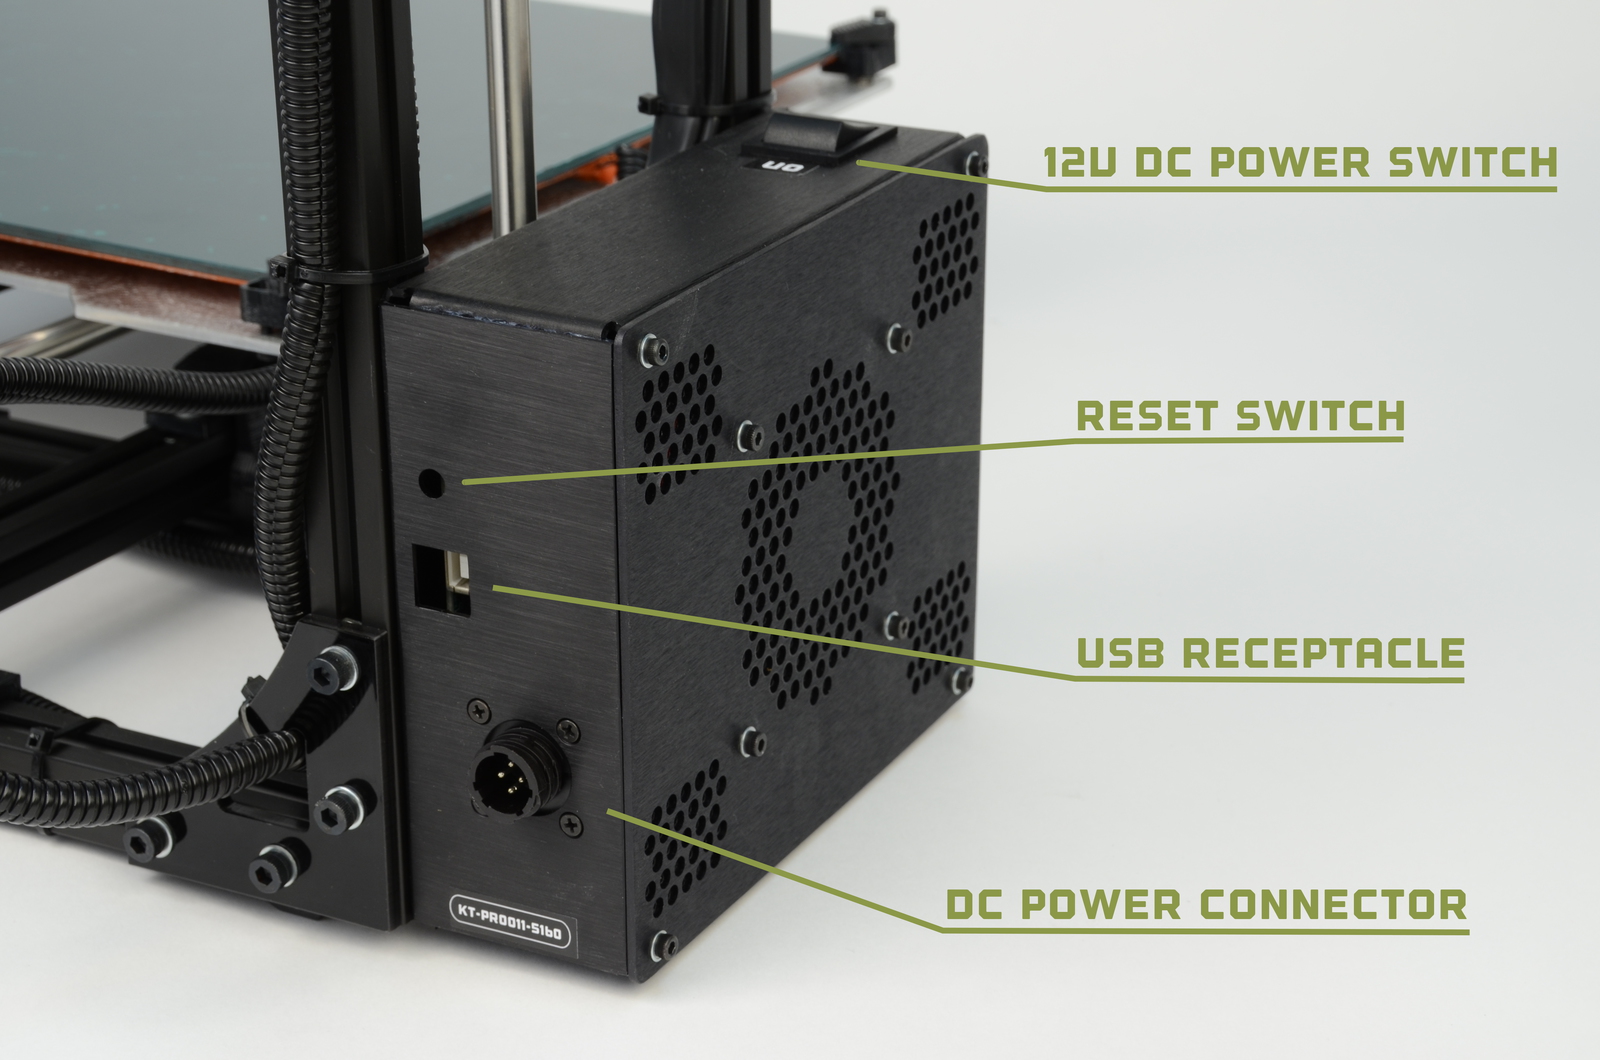 12V DC POWER SWITCH
ON
RESET SWITCH
USB RECEPTACLE
DC POWER CONNECTOR
KT-PR0011-5160